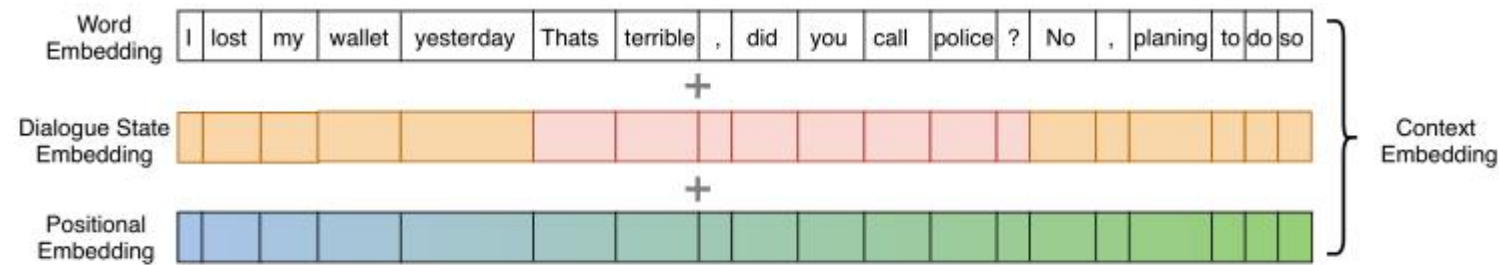 Word
Embedding
I lost my wallet yesterday Thats terrible , did you call police ? No , planing to do so
+
Dialogue State
Embedding
Context
Embedding
+
Positional
Embedding